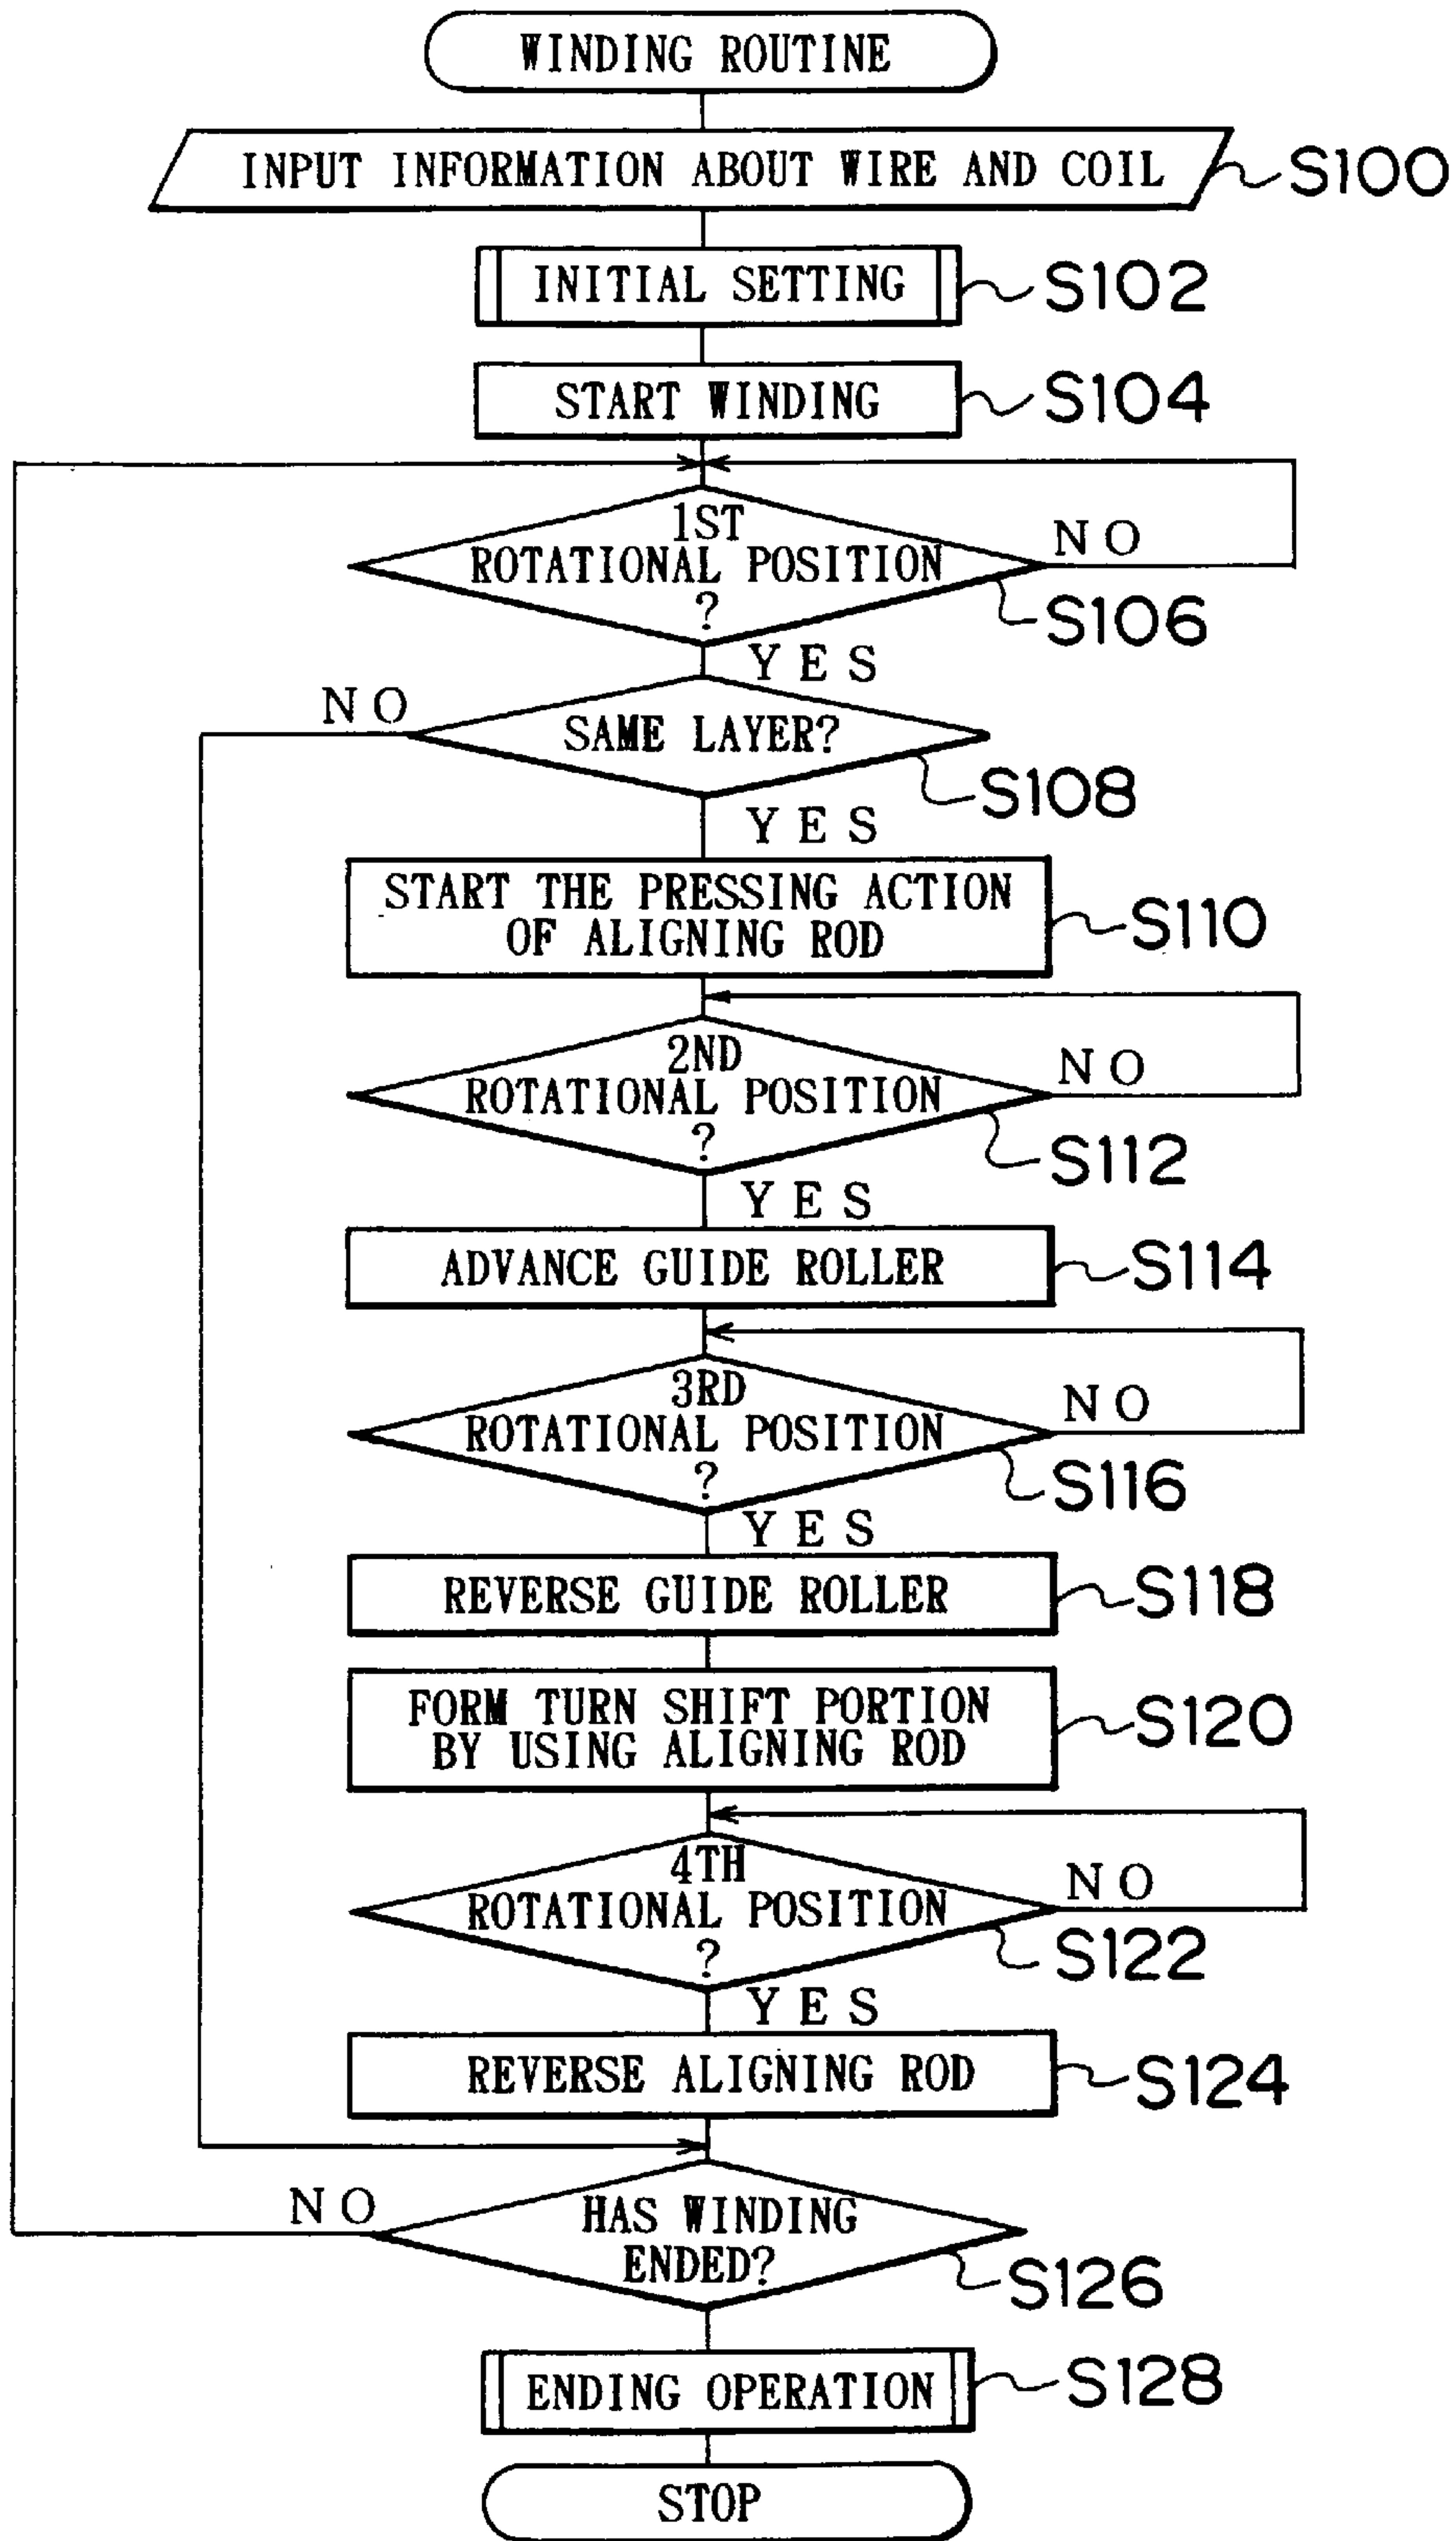 WINDING ROUTINE
INPUT INFORMATION ABOUT WIRE AND COIL
S100
INITIAL SETTING
S102
START WINDING
S104
1ST
ROTATIONAL POSITION
?
NO
S106
YES
NO
SAME LAYER?
S108
YES
START THE PRESSING ACTION
OF ALIGNING ROD
S110
2ND
ROTATIONAL POSITION
?
NO
S112
YES
ADVANCE GUIDE ROLLER
S114
3RD
ROTATIONAL POSITION
?
NO
S116
YES
REVERSE GUIDE ROLLER
S118
FORM TURN SHIFT PORTION
BY USING ALIGNING ROD
S120
4TH
ROTATIONAL POSITION
?
NO
S122
YES
REVERSE ALIGNING ROD
S124
NO
HAS WINDING
ENDED?
S126
ENDING OPERATION
S128
STOP